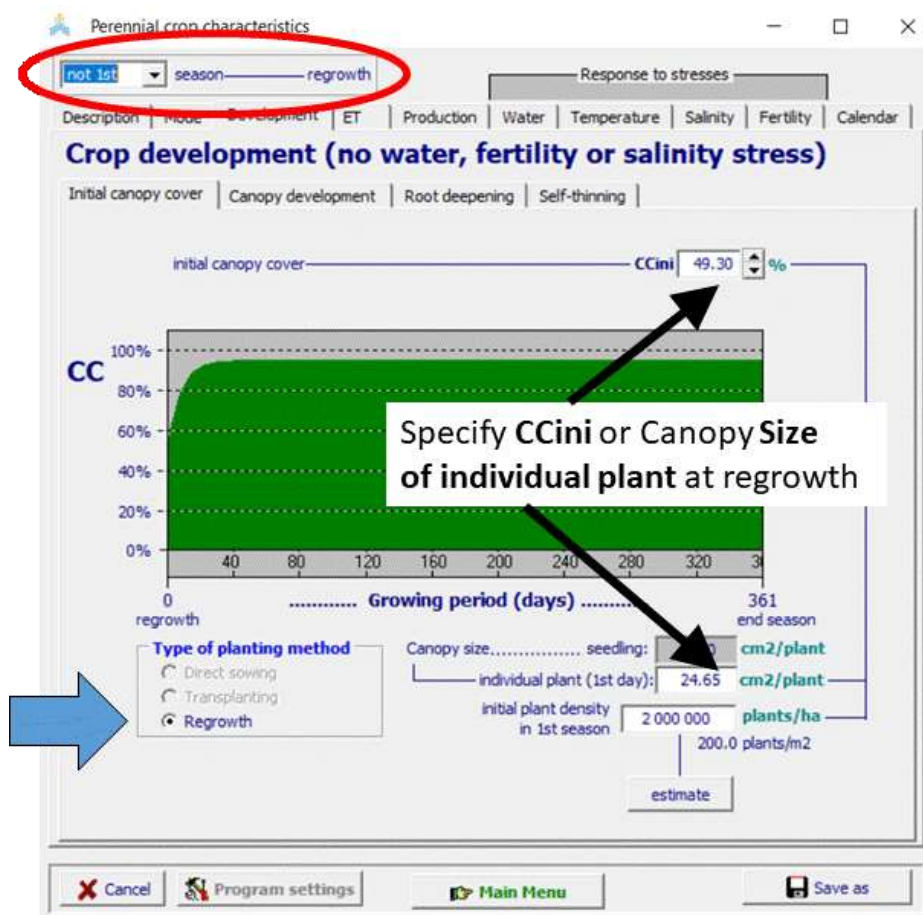 Perennial crop characteristics
not 1st season regrowth
Response to stresses
Description Mode Development ET Production Water Temperature Salinity Fertility Calendar
Crop development (no water, fertility or salinity stress)
Initial canopy cover Canopy development Root deepening Self-thinning
initial canopy cover CCini 49.30 %
CC
100%
80%
60%
40%
20%
0%
Specify CCini or Canopy Size
of individual plant at regrowth
40 80 120 160 200 240 280 320
0 ............ Growing period (days) ............ 361
regrowth end season
Type of planting method
Direct sowing
Transplanting
Regrowth
Canopy size................ seedling: cm2/plant
individual plant (1st day): 24.65 cm2/plant
initial plant density
in 1st season 2 000 000 plants/ha
200.0 plants/m2
estimate
Cancel Program settings Main Menu Save as